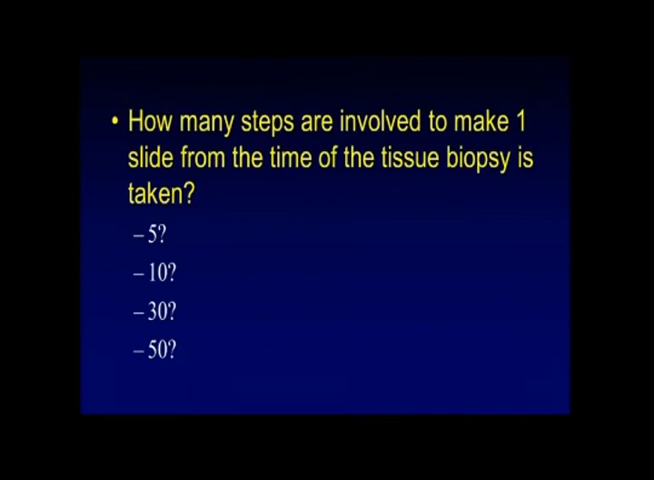 • How many steps are involved to make 1
slide from the time of the tissue biopsy is
taken?
– 5?
– 10?
– 30?
– 50?